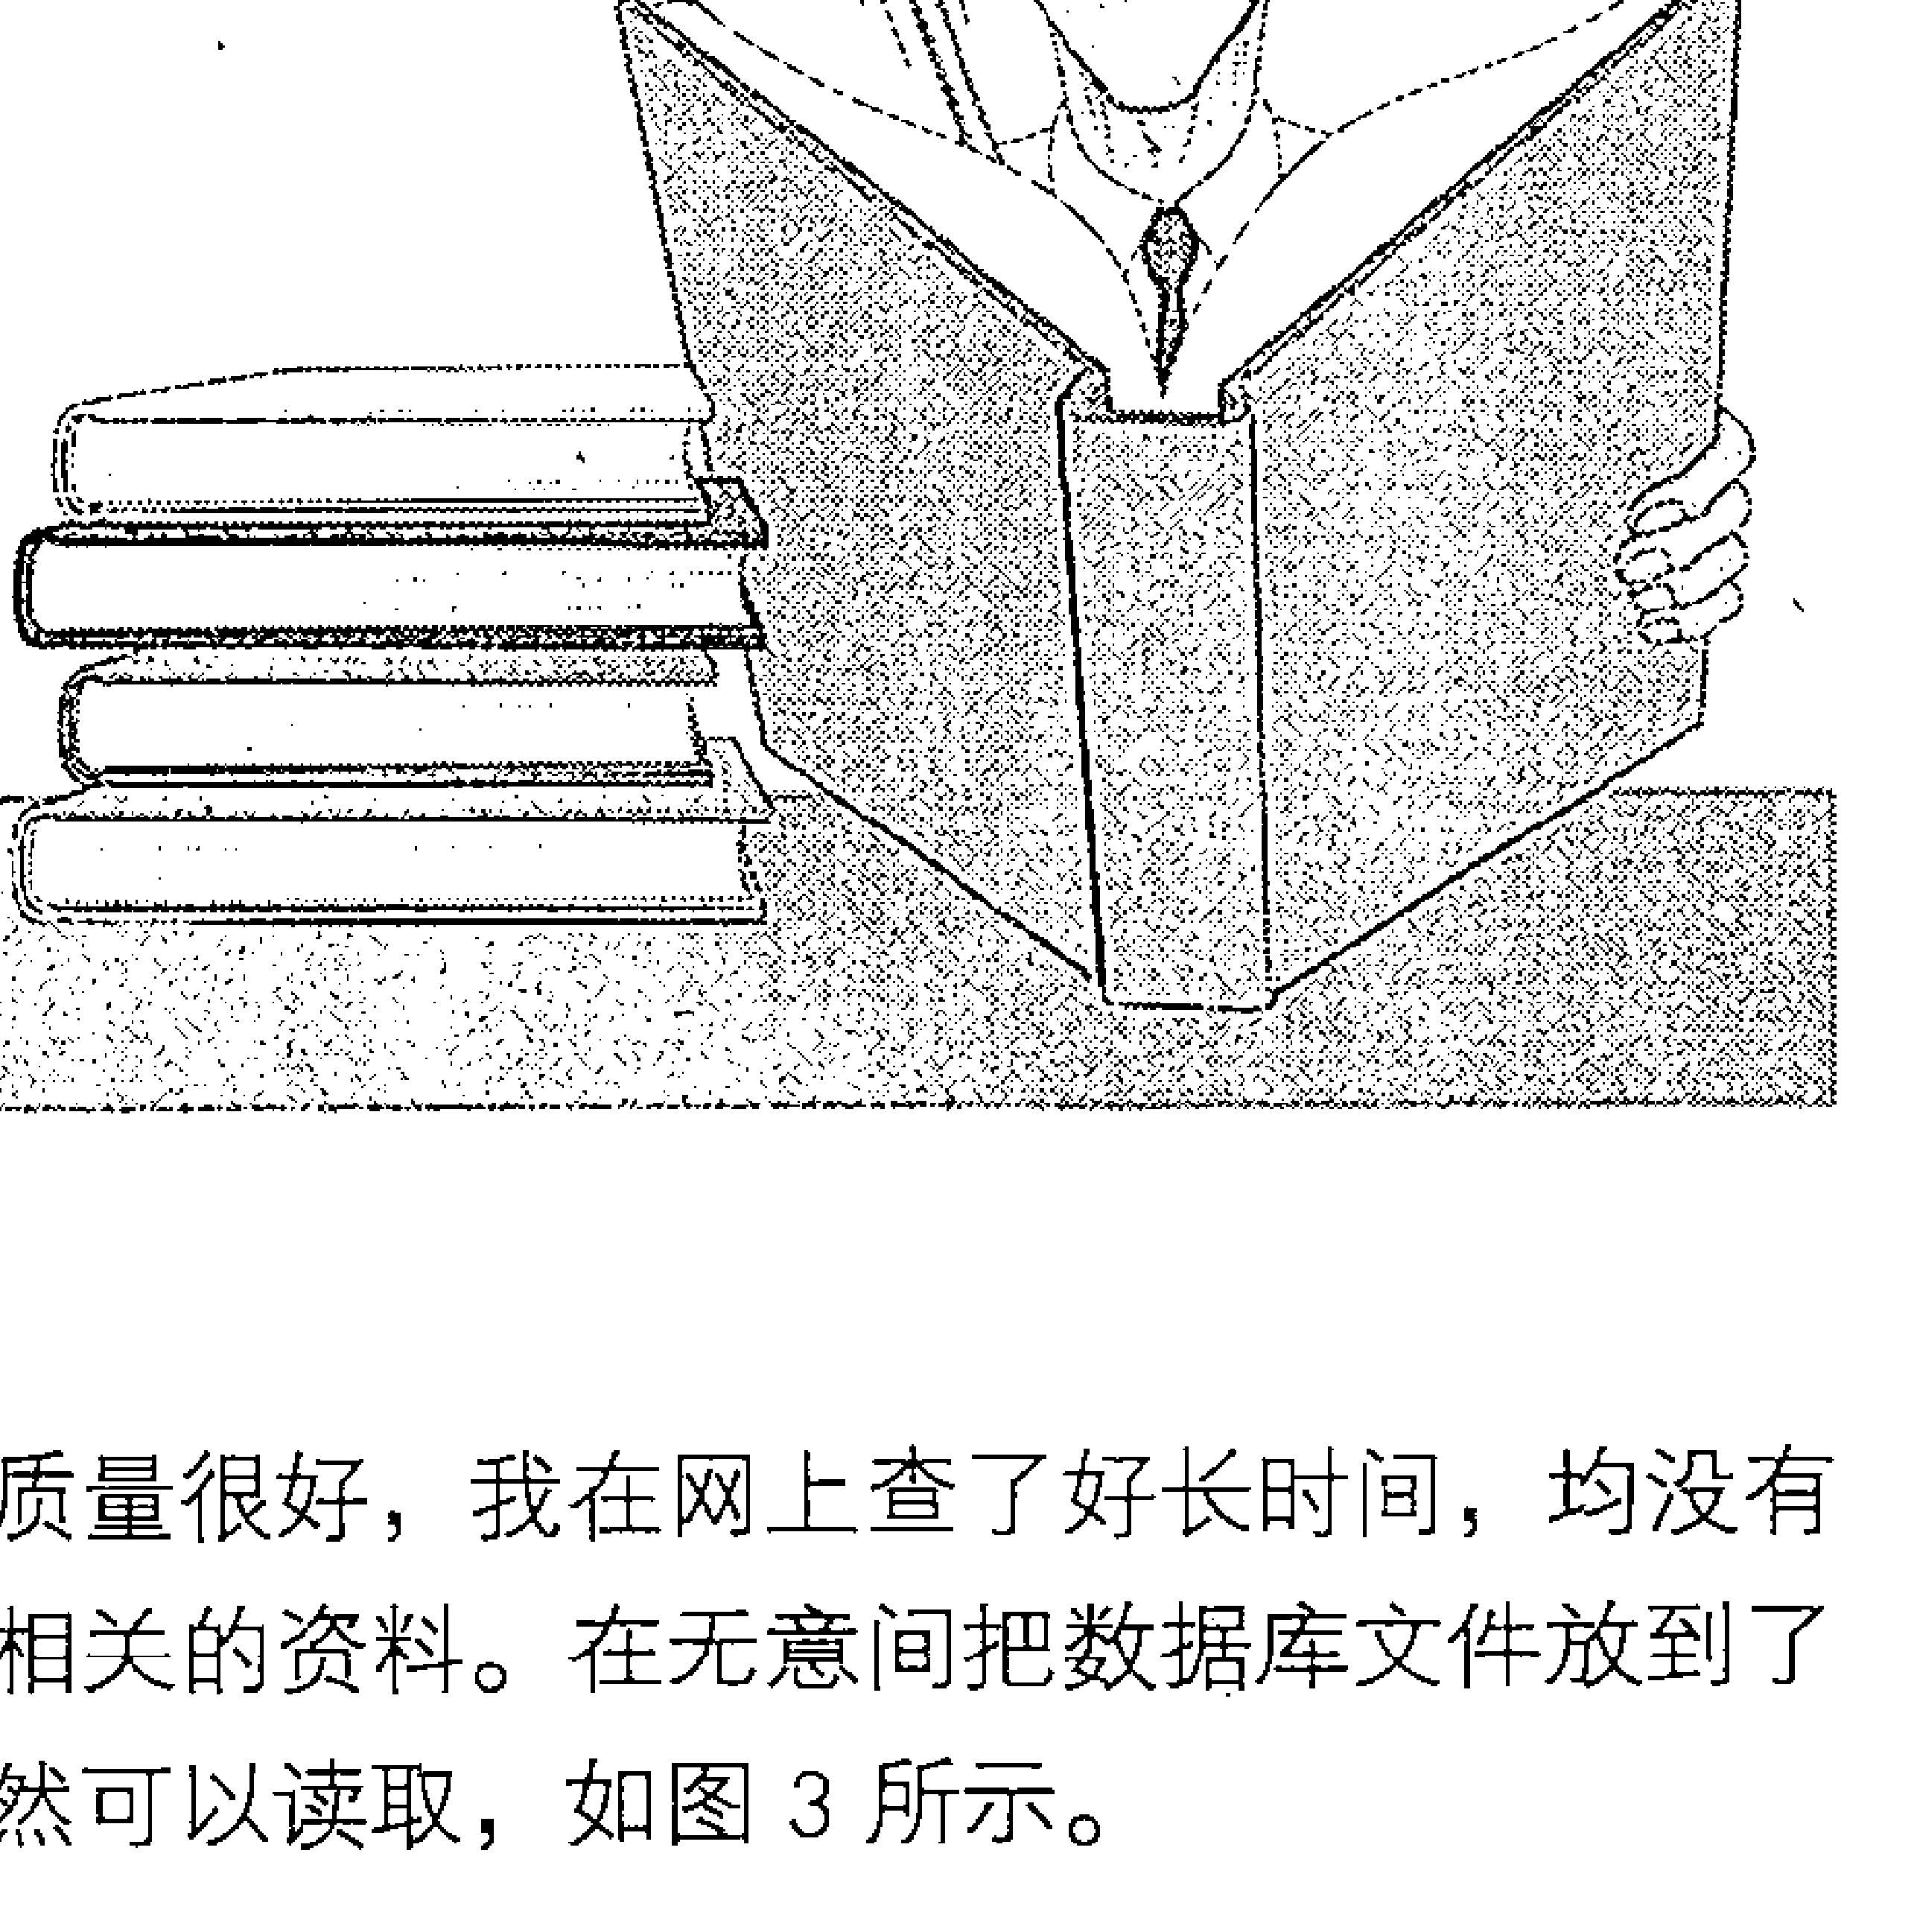 质量很好，我在网上查了好长时间，均没有
相关的资料。在无意间把数据库文件放到了
然可以读取，如图 3 所示。